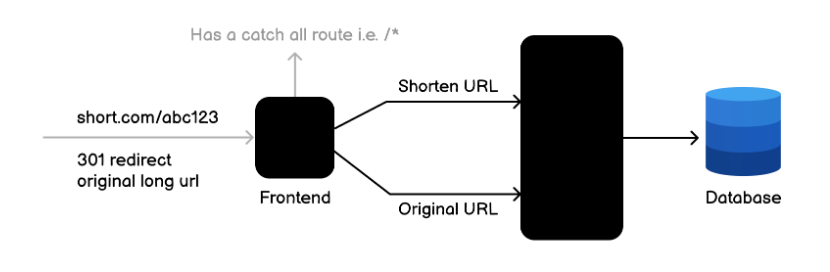 Has a catch all route i.e. /*
short.com/abc123
301 redirect
original long url
Frontend
Shorten URL
Original URL
Database